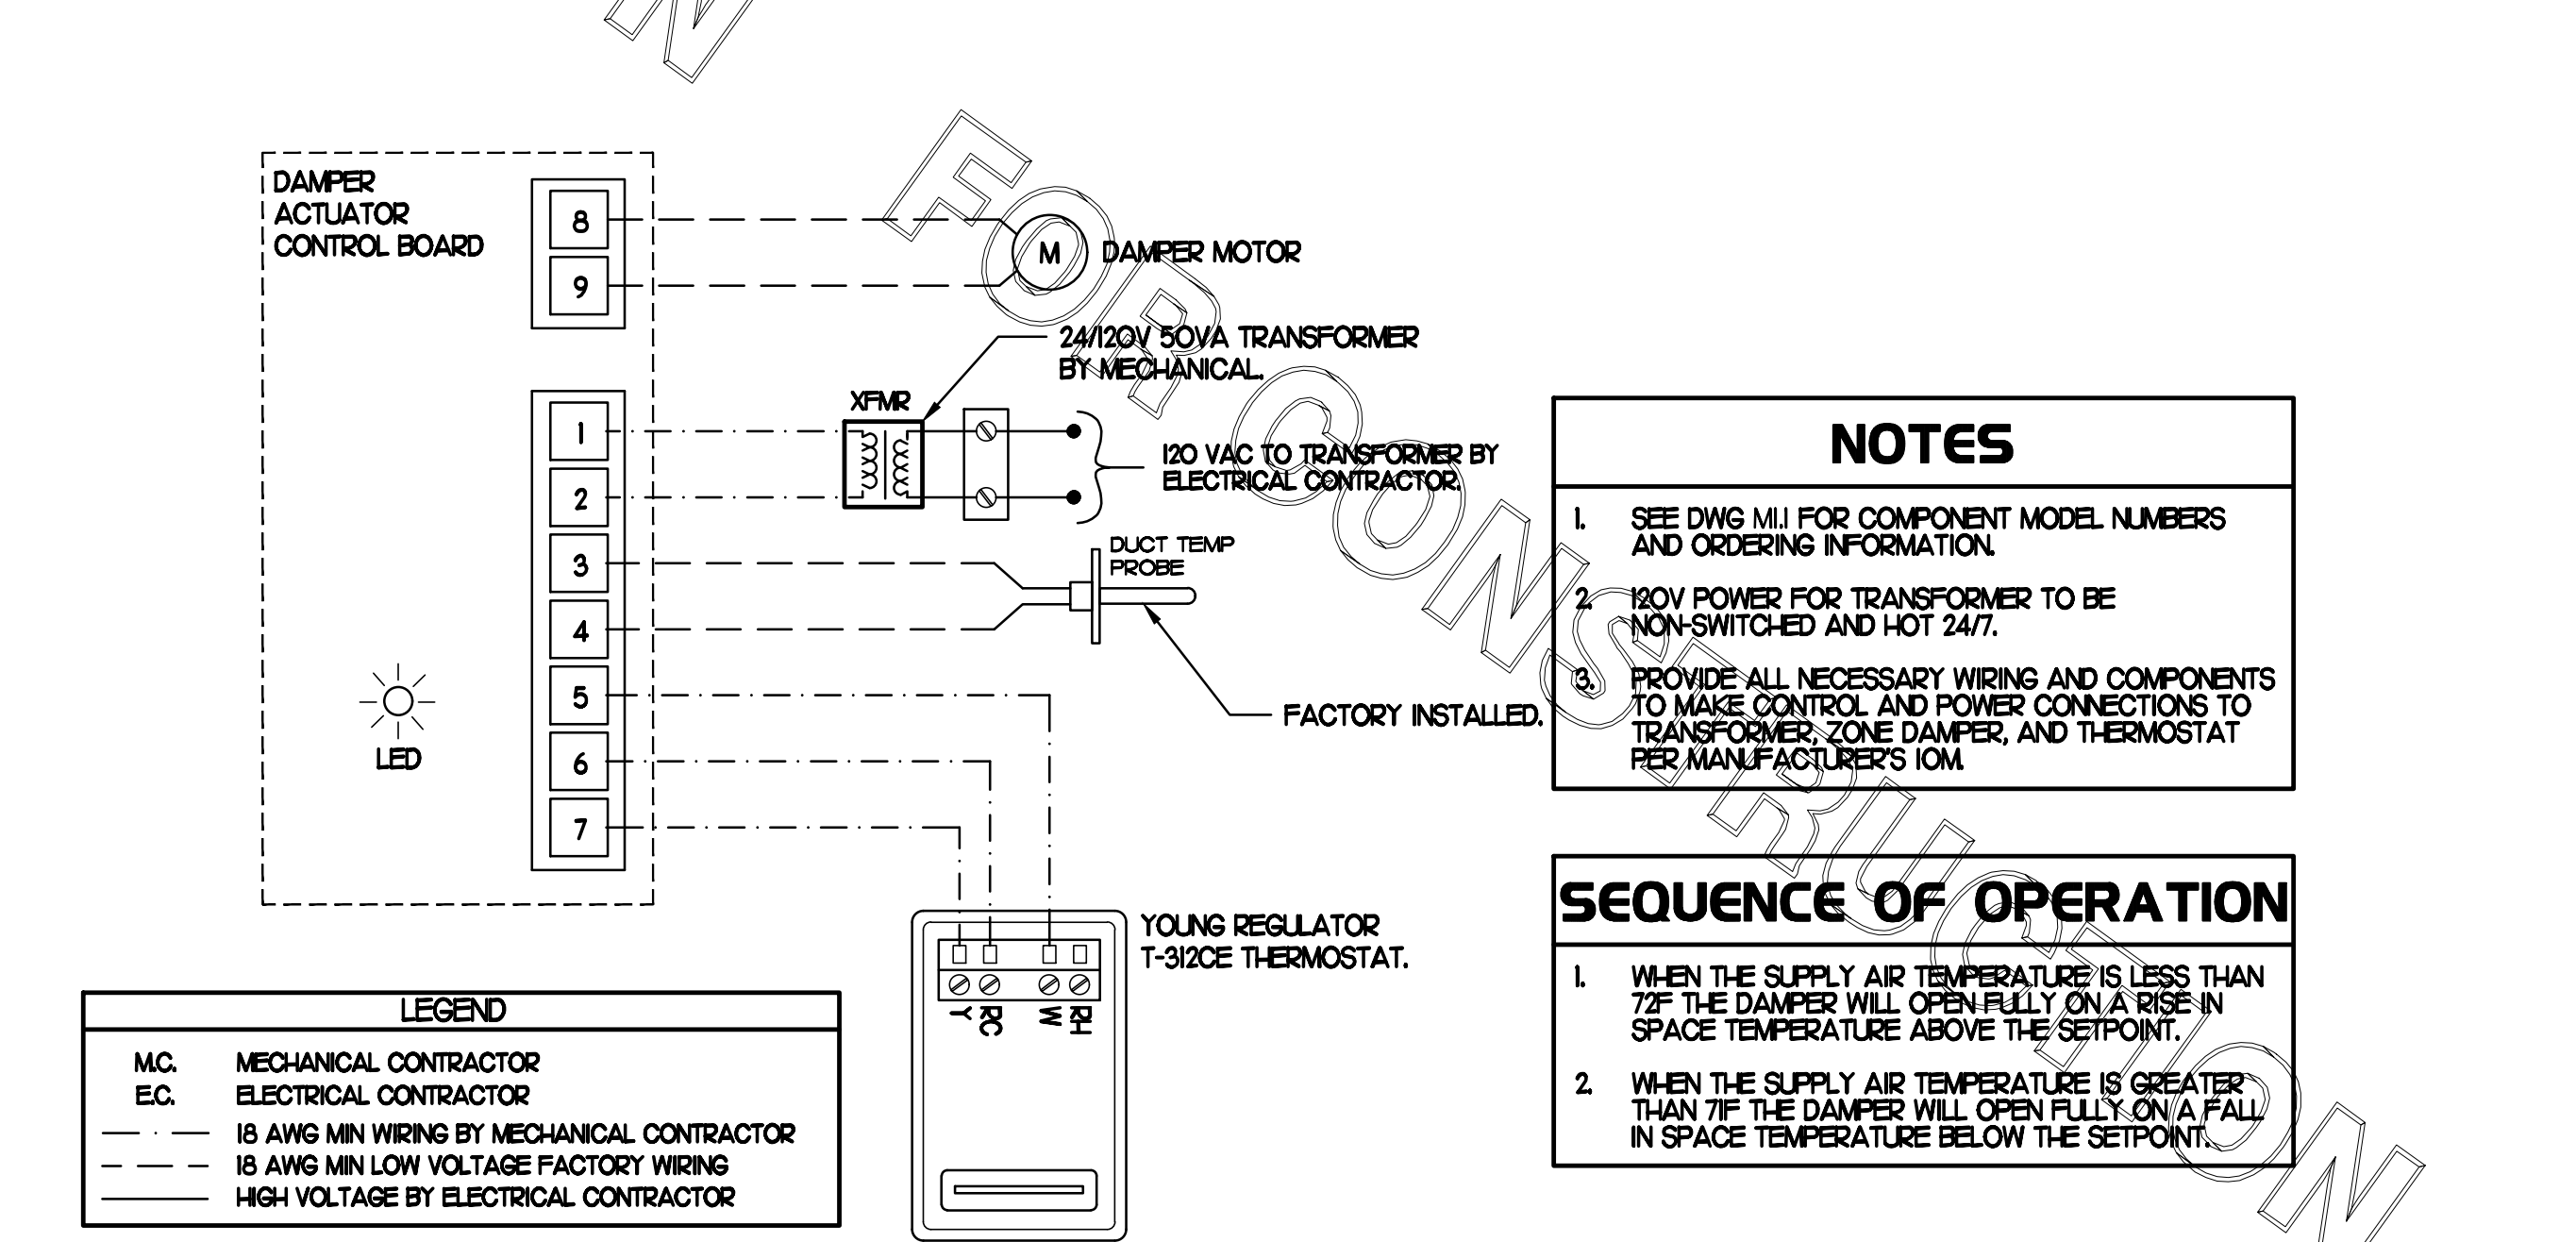 DAMPER
ACTUATOR
CONTROL BOARD
8
9
M
DAMPER MOTOR
24/120V 50VA TRANSFORMER
BY MECHANICAL.
XFMR
1
2
3
4
5
6
7
120 VAC TO TRANSFORMER BY
ELECTRICAL CONTRACTOR.
DUCT TEMP
PROBE
FACTORY INSTALLED.
LED
YOUNG REGULATOR
T-312CE THERMOSTAT.
Y RC W RH
LEGEND
M.C. MECHANICAL CONTRACTOR
E.C. ELECTRICAL CONTRACTOR
18 AWG MIN WIRING BY MECHANICAL CONTRACTOR
18 AWG MIN LOW VOLTAGE FACTORY WIRING
HIGH VOLTAGE BY ELECTRICAL CONTRACTOR
NOTES
1. SEE DWG M1.1 FOR COMPONENT MODEL NUMBERS
AND ORDERING INFORMATION.
2. 120V POWER FOR TRANSFORMER TO BE
NON-SWITCHED AND HOT 24/7.
3. PROVIDE ALL NECESSARY WIRING AND COMPONENTS
TO MAKE CONTROL AND POWER CONNECTIONS TO
TRANSFORMER, ZONE DAMPER, AND THERMOSTAT
PER MANUFACTURER'S IOM.
SEQUENCE OF OPERATION
1. WHEN THE SUPPLY AIR TEMPERATURE IS LESS THAN
72F THE DAMPER WILL OPEN FULLY ON A RISE IN
SPACE TEMPERATURE ABOVE THE SETPOINT.
2. WHEN THE SUPPLY AIR TEMPERATURE IS GREATER
THAN 71F THE DAMPER WILL OPEN FULLY ON A FALL
IN SPACE TEMPERATURE BELOW THE SETPOINT.
FOR CONSTRUCTION